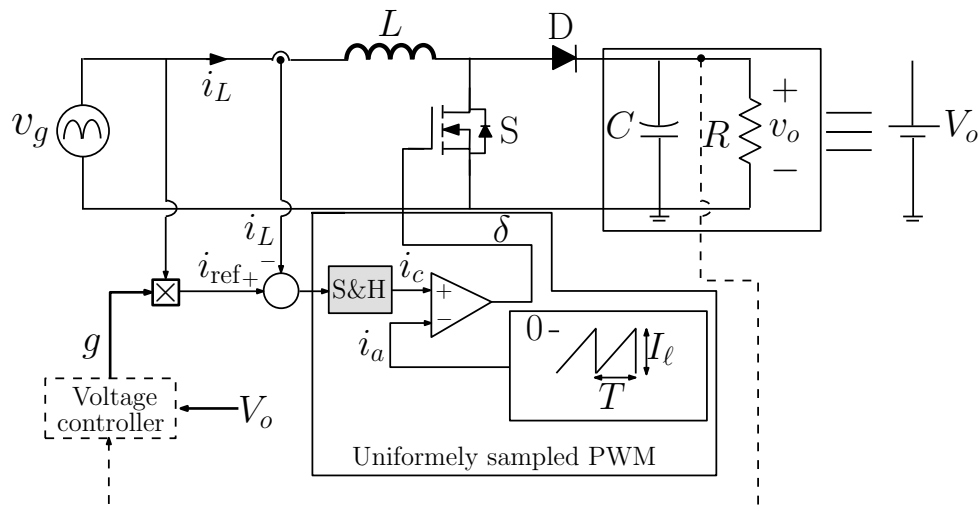 L
D
i_L
v_g
S
C
R
+
v_o
−
V_o
i_L
−
δ
i_ref
+
S&H
i_c
+
−
i_a
0
I_ℓ
T
g
Voltage
controller
V_o
Uniformely sampled PWM